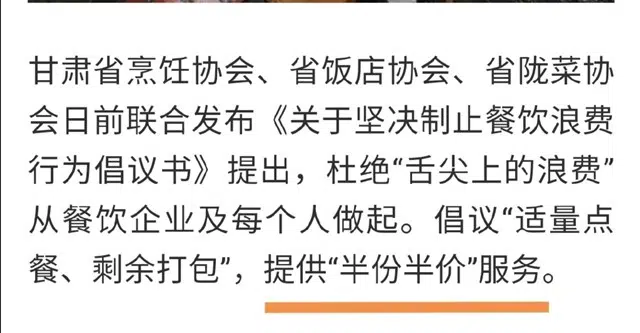 甘肃省烹饪协会、省饭店协会、省陇菜协
会日前联合发布《关于坚决制止餐饮浪费
行为倡议书》提出，杜绝“舌尖上的浪费”
从餐饮企业及每个人做起。倡议“适量点
餐、剩余打包”，提供“半份半价”服务。